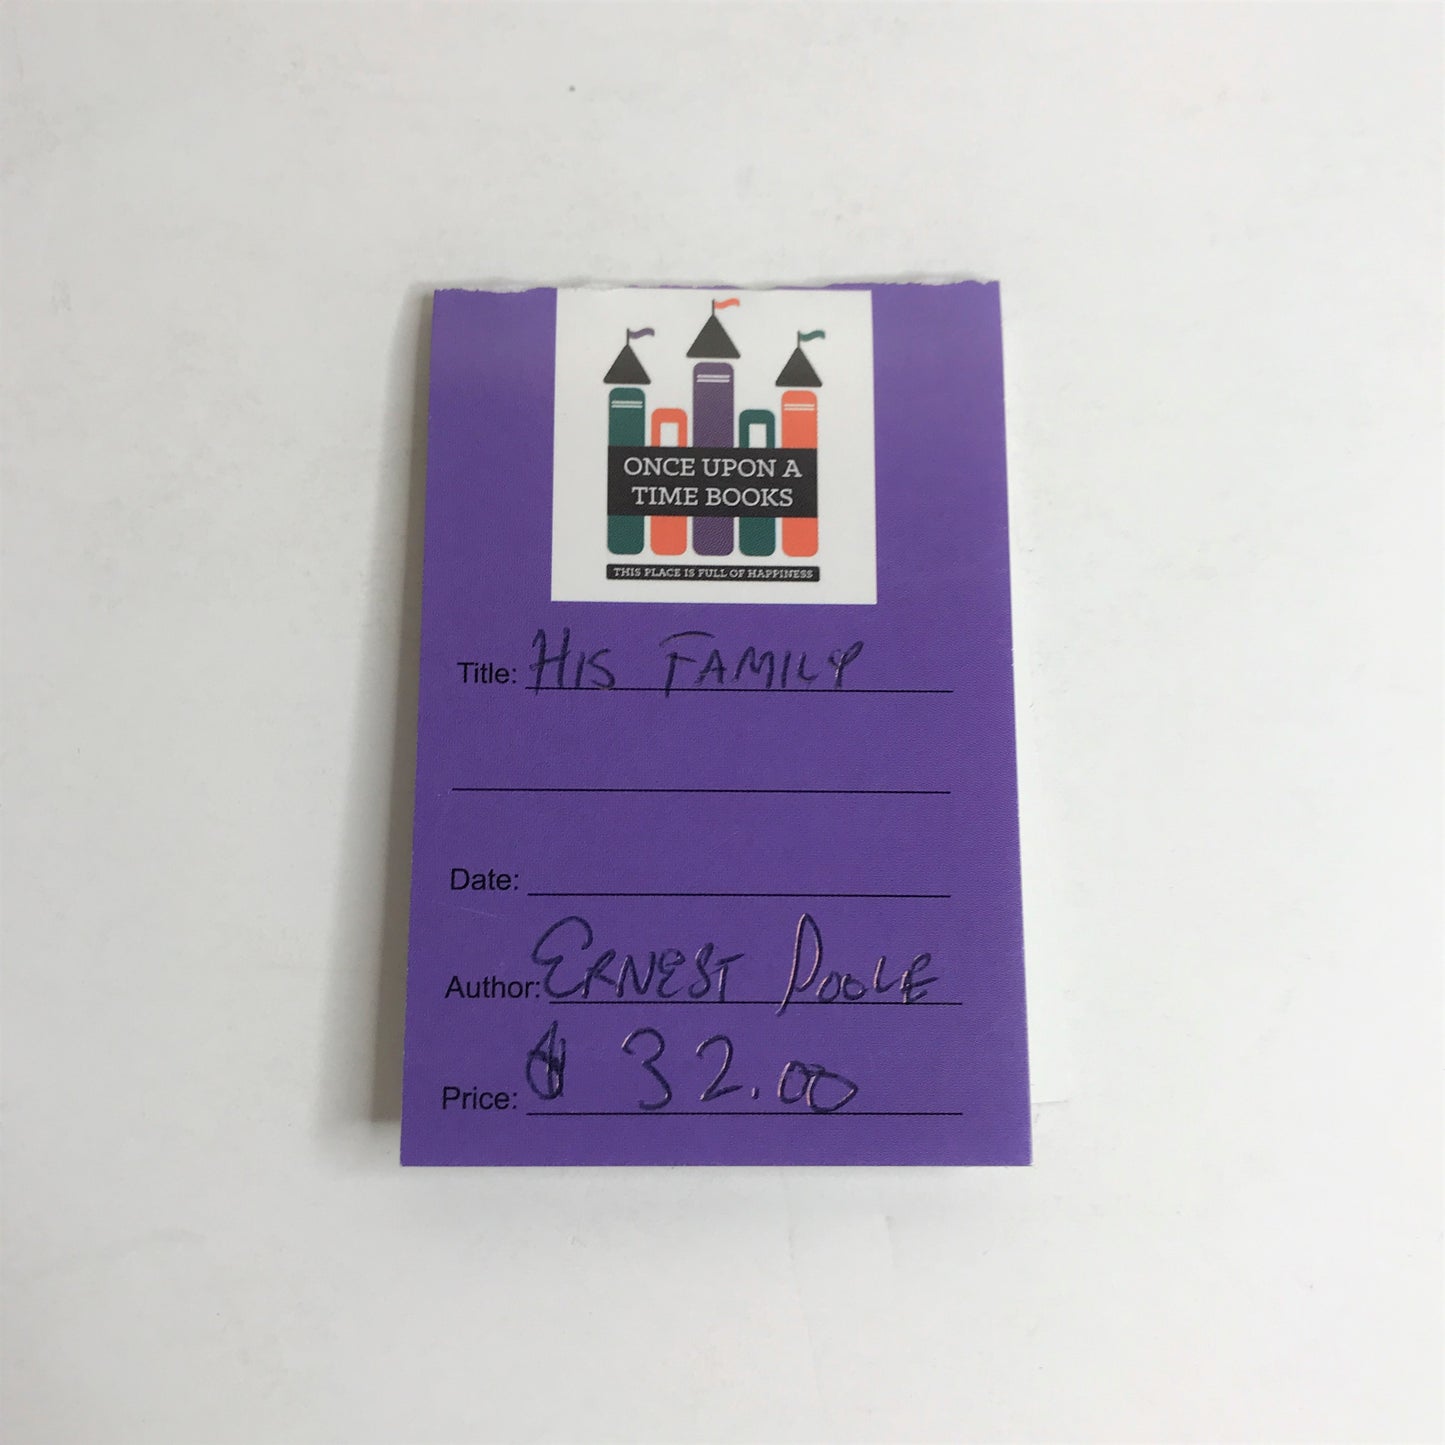 ONCE UPON A
TIME BOOKS
THIS PLACE IS FULL OF HAPPINESS
Title: HIS FAMILY
Date:
Author: ERNEST POOLE
Price: $ 32.00